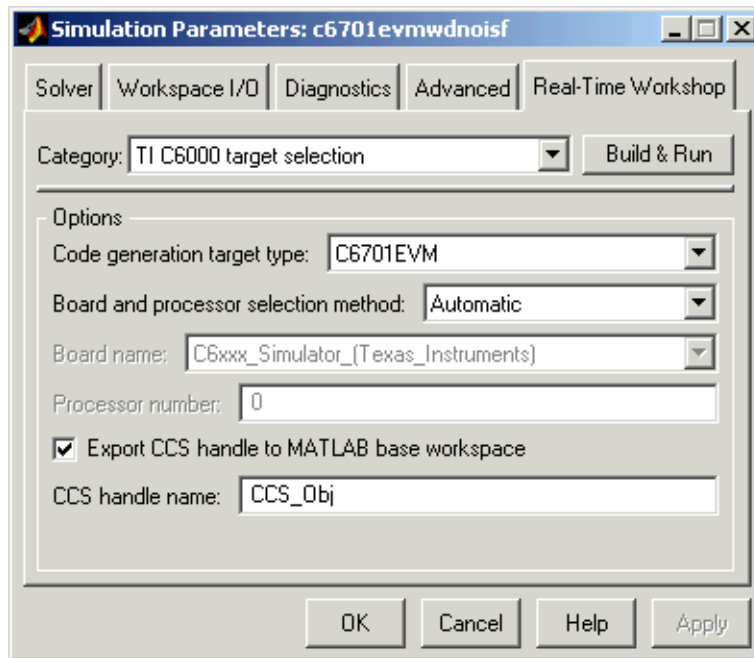 Simulation Parameters: c6701evmwdnoisf
Solver Workspace I/O Diagnostics Advanced Real-Time Workshop
Category: TI C6000 target selection Build & Run
Options
Code generation target type: C6701EVM
Board and processor selection method: Automatic
Board name: C6xxx_Simulator_(Texas_Instruments)
Processor number: 0
Export CCS handle to MATLAB base workspace
CCS handle name: CCS_Obj
OK Cancel Help Apply